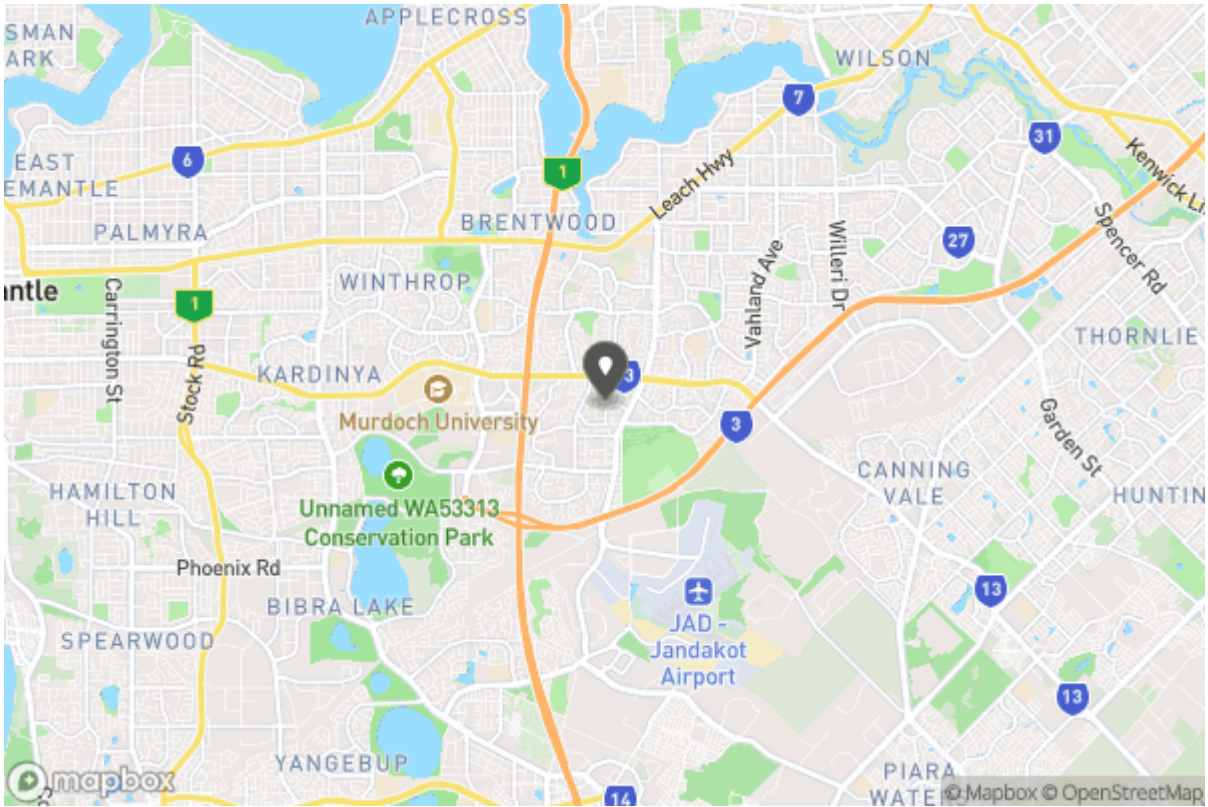 APPLECROSS
SMAN
ARK
WILSON
7
6
31
EAST
EMANTLE
1
Leach Hwy
Kenwick Lin
BRENTWOOD
PALMYRA
27
Spencer Rd
Willeri Dr
Vahland Ave
WINTHROP
antle
1
Carrington St
Stock Rd
THORNLIE
KARDINYA
3
Murdoch University
3
Garden St
CANNING
VALE
HAMILTON
HILL
HUNTIN
Unnamed WA53313
Conservation Park
Phoenix Rd
13
BIBRA LAKE
JAD -
Jandakot
Airport
SPEARWOOD
13
YANGEBUP
PIARA
WATE
14
mapbox
© Mapbox © OpenStreetMap